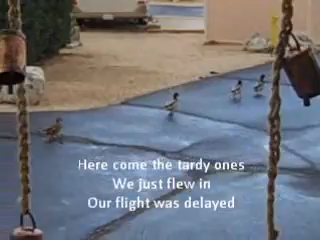 Here come the tardy ones
We just flew in
Our flight was delayed